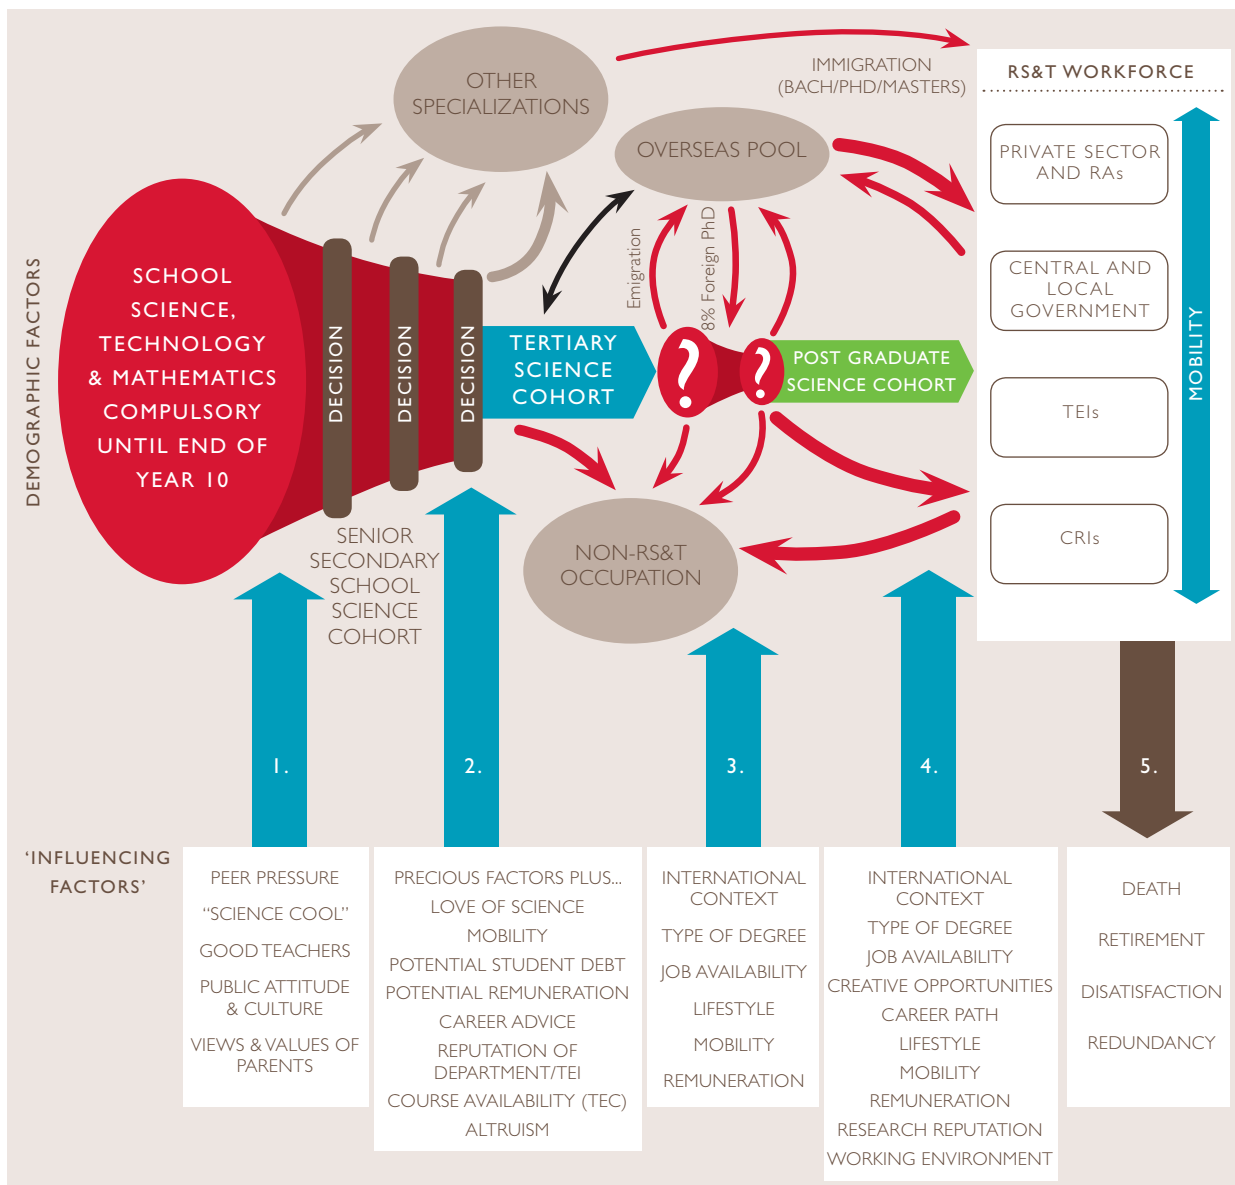 OTHER
SPECIALIZATIONS
IMMIGRATION
(BACH/PHD/MASTERS)
RS&T WORKFORCE
OVERSEAS POOL
PRIVATE SECTOR
AND RAs
CENTRAL AND
LOCAL
GOVERNMENT
TEIs
CRIs
MOBILITY
DEMOGRAPHIC FACTORS
SCHOOL
SCIENCE,
TECHNOLOGY
& MATHEMATICS
COMPULSORY
UNTIL END OF
YEAR 10
DECISION
DECISION
DECISION
TERTIARY
SCIENCE
COHORT
Emigration
8% Foreign PhD
?
?
POST GRADUATE
SCIENCE COHORT
SENIOR
SECONDARY
SCHOOL
SCIENCE
COHORT
NON-RS&T
OCCUPATION
1.
2.
3.
4.
5.
'INFLUENCING
FACTORS'
PEER PRESSURE
"SCIENCE COOL"
GOOD TEACHERS
PUBLIC ATTITUDE
& CULTURE
VIEWS & VALUES OF
PARENTS
PRECIOUS FACTORS PLUS...
LOVE OF SCIENCE
MOBILITY
POTENTIAL STUDENT DEBT
POTENTIAL REMUNERATION
CAREER ADVICE
REPUTATION OF
DEPARTMENT/TEI
COURSE AVAILABILITY (TEC)
ALTRUISM
INTERNATIONAL
CONTEXT
TYPE OF DEGREE
JOB AVAILABILITY
LIFESTYLE
MOBILITY
REMUNERATION
INTERNATIONAL
CONTEXT
TYPE OF DEGREE
JOB AVAILABILITY
CREATIVE OPPORTUNITIES
CAREER PATH
LIFESTYLE
MOBILITY
REMUNERATION
RESEARCH REPUTATION
WORKING ENVIRONMENT
DEATH
RETIREMENT
DISATISFACTION
REDUNDANCY